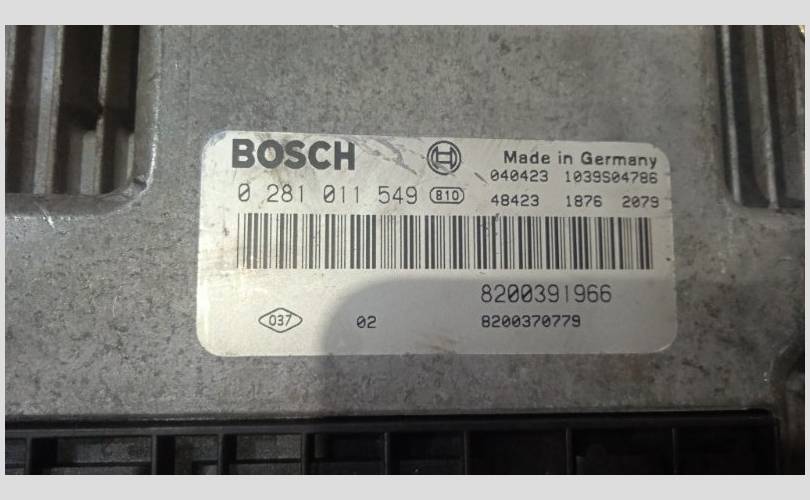 BOSCH
Made in Germany
040423 1039S04786
0 281 011 549 810
48423 1876 2079
8200391966
037 02 8200370779